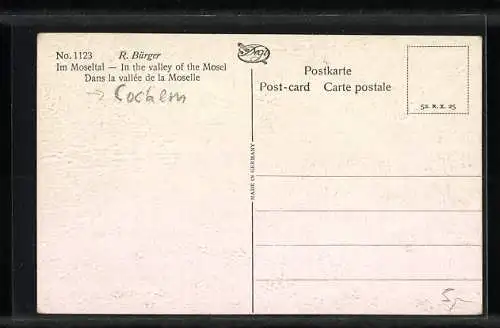 No. 1123 R. Bürger
Im Moseltal — In the valley of the Mosel
Dans la vallée de la Moselle
→ Cochem
MADE IN GERMANY
Postkarte
Post-card Carte postale
52. R. X. 25